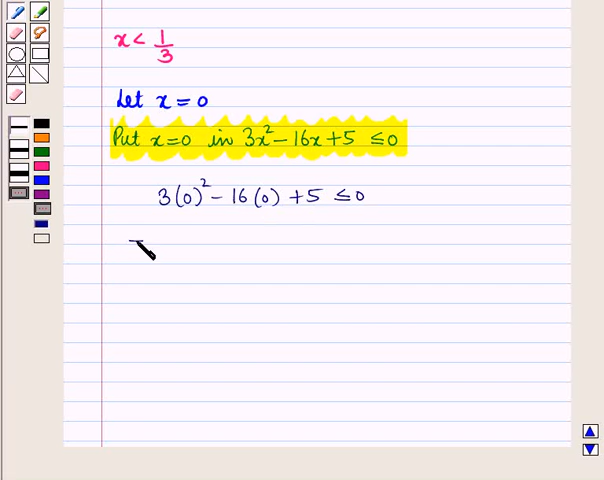 x < 1/3
Let x = 0
Put x=0 in 3x² - 16x + 5 ≤ 0
3(0)² - 16(0) + 5 ≤ 0